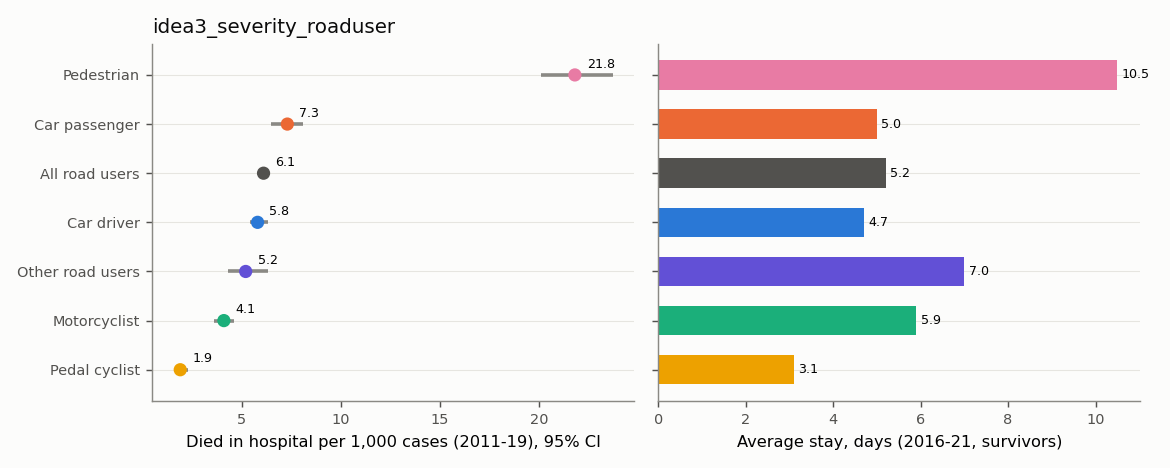 idea3_severity_roaduser
Pedestrian
Car passenger
All road users
Car driver
Other road users
Motorcyclist
Pedal cyclist
21.8
7.3
6.1
5.8
5.2
4.1
1.9
5 10 15 20
Died in hospital per 1,000 cases (2011-19), 95% CI
10.5
5.0
5.2
4.7
7.0
5.9
3.1
0 2 4 6 8 10
Average stay, days (2016-21, survivors)